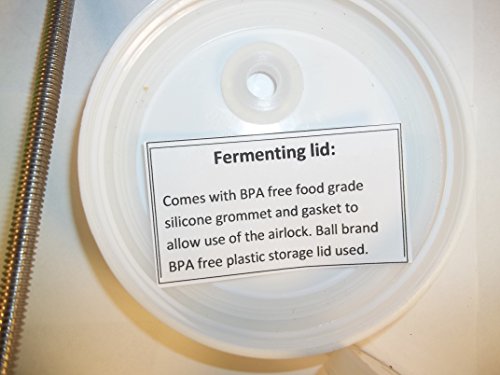 Fermenting lid:
Comes with BPA free food grade
silicone grommet and gasket to
allow use of the airlock. Ball brand
BPA free plastic storage lid used.